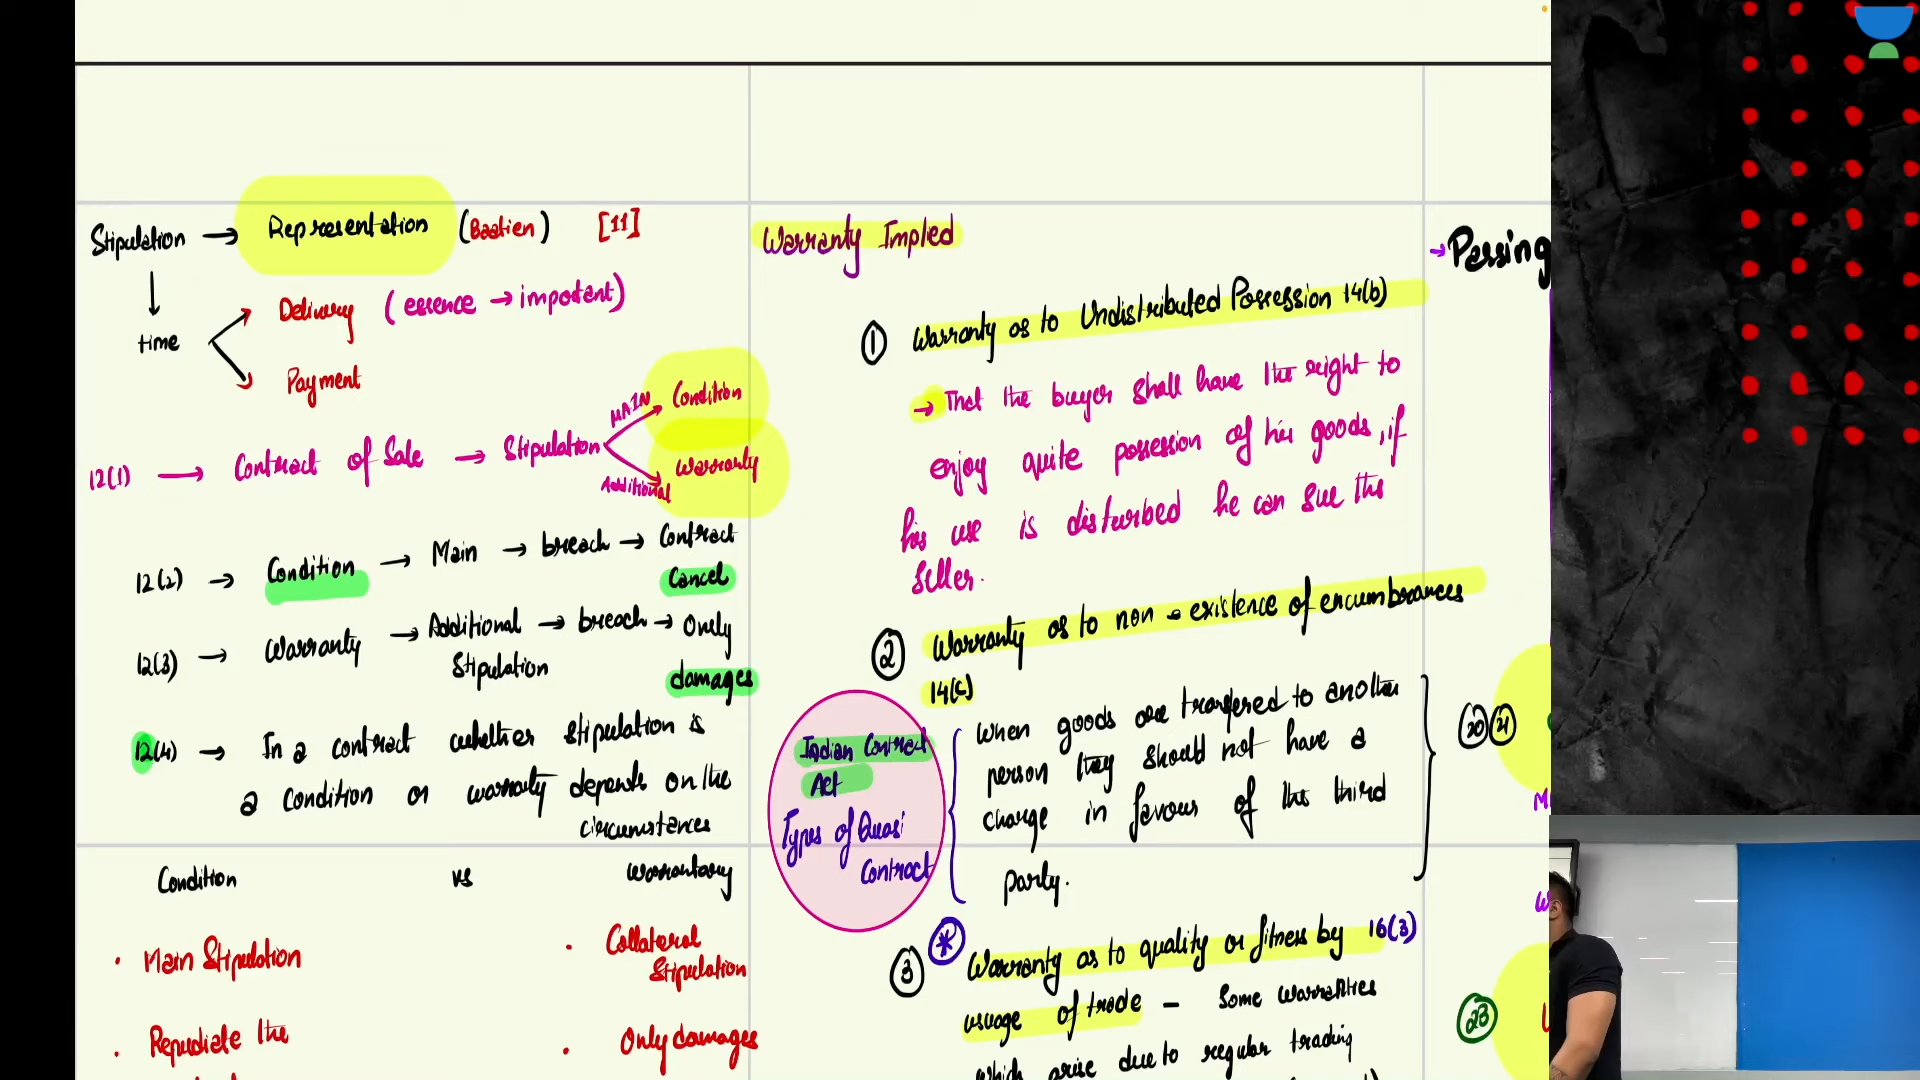 Stipulation → Representation (Baatien) [11]
time
Delivery (essence → important)
Payment
12(1) → Contract of Sale → Stipulation
MAIN Condition
Additional Warranty
12(2) → Condition → Main → breach → Contract
Cancel
12(3) → Warranty → Additional → breach → Only
Stipulation damages
12(4) → In a contract whether stipulation is
a condition or warranty depends on the
circumstances
Condition vs Warrantary
· Main Stipulation
· Collateral
Stipulation
· Repudiate the
· Only damages
Warranty Implied
① Warranty as to Undistributed Possession 14(b)
→ That the buyer shall have the right to
enjoy quite possession of his goods, if
his use is disturbed he can sue the
Seller.
② Warranty as to non - existence of encumbrances
14(c)
When goods are transfered to another
person they should not have a
charge in favour of the third
party.
Indian Contract
Act
Types of Quasi
Contract
③ Warranty as to quality or fitness by 16(3)
usuage of trade - Some warranties
which arise due to regular trading
→ Passing
20 21
23